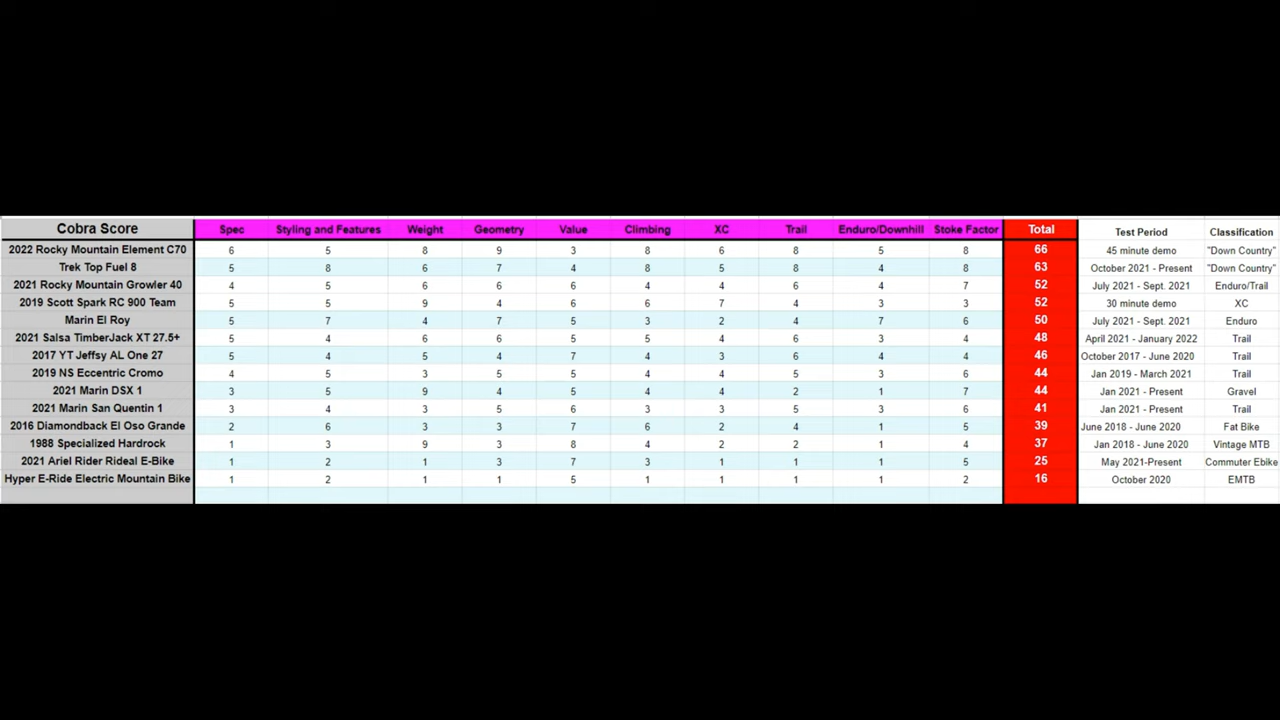 Cobra Score Spec Styling and Features Weight Geometry Value Climbing XC Trail Enduro/Downhill Stoke Factor Total Test Period Classification
2022 Rocky Mountain Element C70 6 5 8 9 3 8 6 8 5 8 66 45 minute demo "Down Country"
Trek Top Fuel 8 5 8 6 7 4 8 5 8 4 8 63 October 2021 - Present "Down Country"
2021 Rocky Mountain Growler 40 4 5 6 6 6 4 4 6 4 7 52 July 2021 - Sept. 2021 Enduro/Trail
2019 Scott Spark RC 900 Team 5 5 9 4 6 6 7 4 3 3 52 30 minute demo XC
Marin El Roy 5 7 4 7 5 3 2 4 7 6 50 July 2021 - Sept. 2021 Enduro
2021 Salsa TimberJack XT 27.5+ 5 4 6 6 5 5 4 6 3 4 48 April 2021 - January 2022 Trail
2017 YT Jeffsy AL One 27 5 4 5 4 7 4 3 6 4 4 46 October 2017 - June 2020 Trail
2019 NS Eccentric Cromo 4 5 3 5 5 4 4 5 3 6 44 Jan 2019 - March 2021 Trail
2021 Marin DSX 1 3 5 9 4 5 4 4 2 1 7 44 Jan 2021 - Present Gravel
2021 Marin San Quentin 1 3 4 3 5 6 3 3 5 3 6 41 Jan 2021 - Present Trail
2016 Diamondback El Oso Grande 2 6 3 3 7 6 2 4 1 5 39 June 2018 - June 2020 Fat Bike
1988 Specialized Hardrock 1 3 9 3 8 4 2 2 1 4 37 Jan 2018 - June 2020 Vintage MTB
2021 Ariel Rider Rideal E-Bike 1 2 1 3 7 3 1 1 1 5 25 May 2021-Present Commuter Ebike
Hyper E-Ride Electric Mountain Bike 1 2 1 1 5 1 1 1 1 2 16 October 2020 EMTB